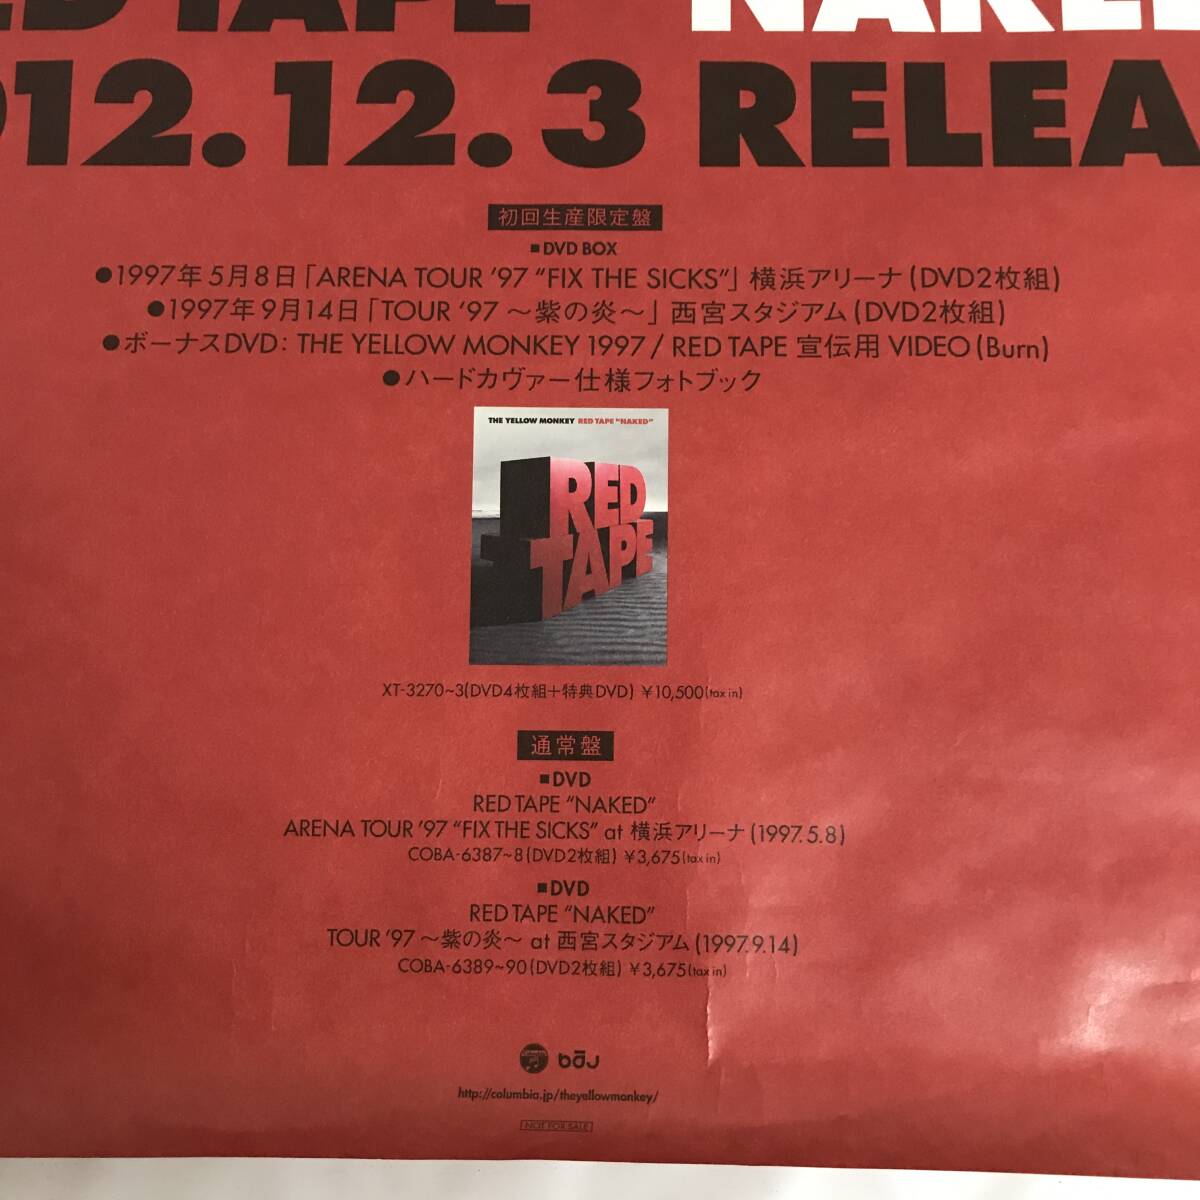 ED TAPE "NAKED
012.12.3 RELEA
初回生産限定盤
■DVD BOX
●1997年5月8日「ARENA TOUR '97 "FIX THE SICKS"」横浜アリーナ(DVD2枚組)
●1997年9月14日「TOUR '97 〜紫の炎〜」西宮スタジアム(DVD2枚組)
●ボーナスDVD: THE YELLOW MONKEY 1997 / RED TAPE 宣伝用 VIDEO (Burn)
●ハードカヴァー仕様フォトブック
THE YELLOW MONKEY RED TAPE "NAKED"
RED
TAPE
XT-3270~3(DVD4枚組+特典DVD) ¥10,500(tax in)
通常盤
■DVD
RED TAPE "NAKED"
ARENA TOUR '97 "FIX THE SICKS" at 横浜アリーナ (1997.5.8)
COBA-6387~8(DVD2枚組) ¥3,675(tax in)
■DVD
RED TAPE "NAKED"
TOUR '97 〜紫の炎〜 at 西宮スタジアム (1997.9.14)
COBA-6389~90(DVD2枚組) ¥3,675(tax in)
baj
http://columbia.jp/theyellowmonkey/
NOT FOR SALE